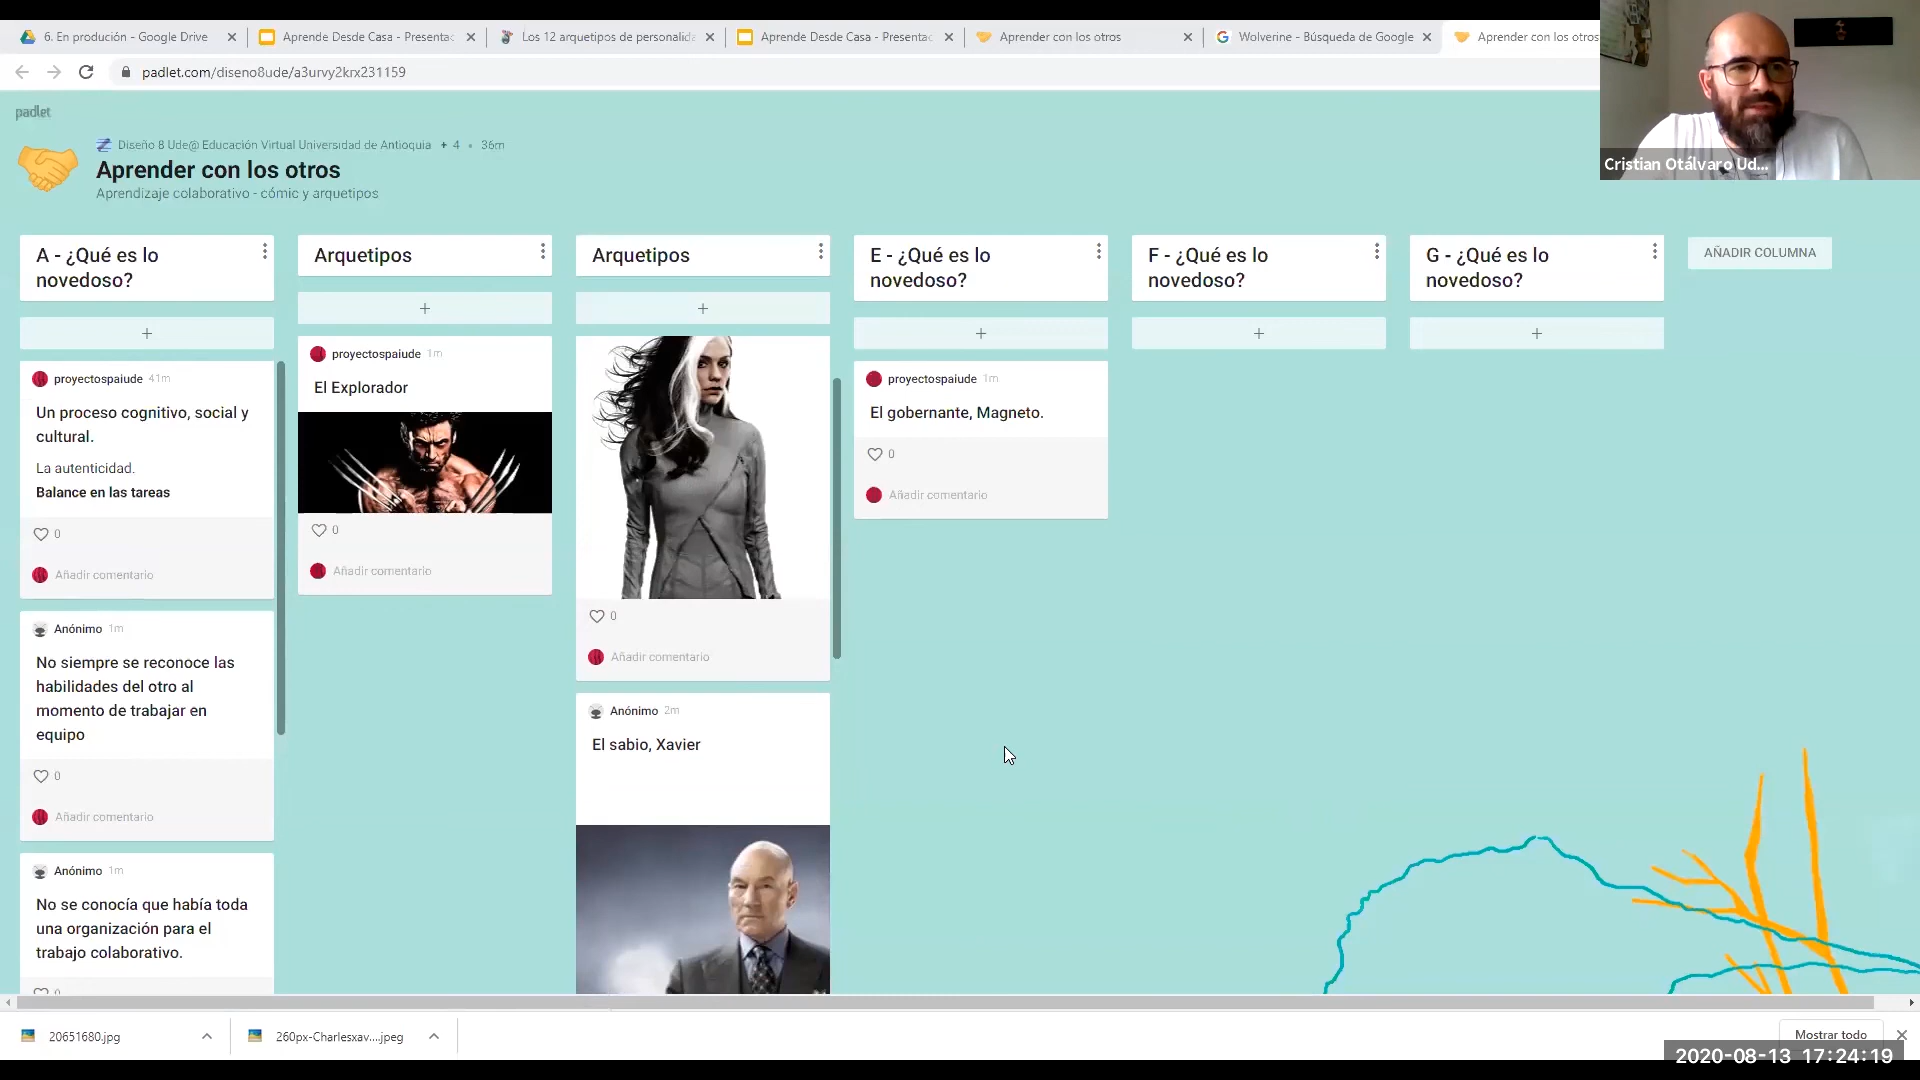 6. En produción - Google Drive
Aprende Desde Casa - Presentac
Los 12 arquetipos de personalida
Aprende Desde Casa - Presentac
Aprender con los otros
Wolverine - Búsqueda de Google
Aprender con los otros
padlet.com/diseno8ude/a3urvy2krx231159
Cristian Otálvaro Ud...
padlet
Diseño 8 Ude@ Educación Virtual Universidad de Antioquia + 4 • 36m
Aprender con los otros
Aprendizaje colaborativo - cómic y arquetipos
A - ¿Qué es lo
novedoso?
+
proyectospaiude 41m
Un proceso cognitivo, social y
cultural.
La autenticidad.
Balance en las tareas
0
Añadir comentario
Anónimo 1m
No siempre se reconoce las
habilidades del otro al
momento de trabajar en
equipo
0
Añadir comentario
Anónimo 1m
No se conocía que había toda
una organización para el
trabajo colaborativo.
0
Arquetipos
+
proyectospaiude 1m
El Explorador
0
Añadir comentario
Arquetipos
+
0
Añadir comentario
Anónimo 2m
El sabio, Xavier
E - ¿Qué es lo
novedoso?
+
proyectospaiude 1m
El gobernante, Magneto.
0
Añadir comentario
F - ¿Qué es lo
novedoso?
+
G - ¿Qué es lo
novedoso?
+
AÑADIR COLUMNA
20651680.jpg
260px-Charlesxav....jpeg
Mostrar todo
2020-08-13 17:24:19